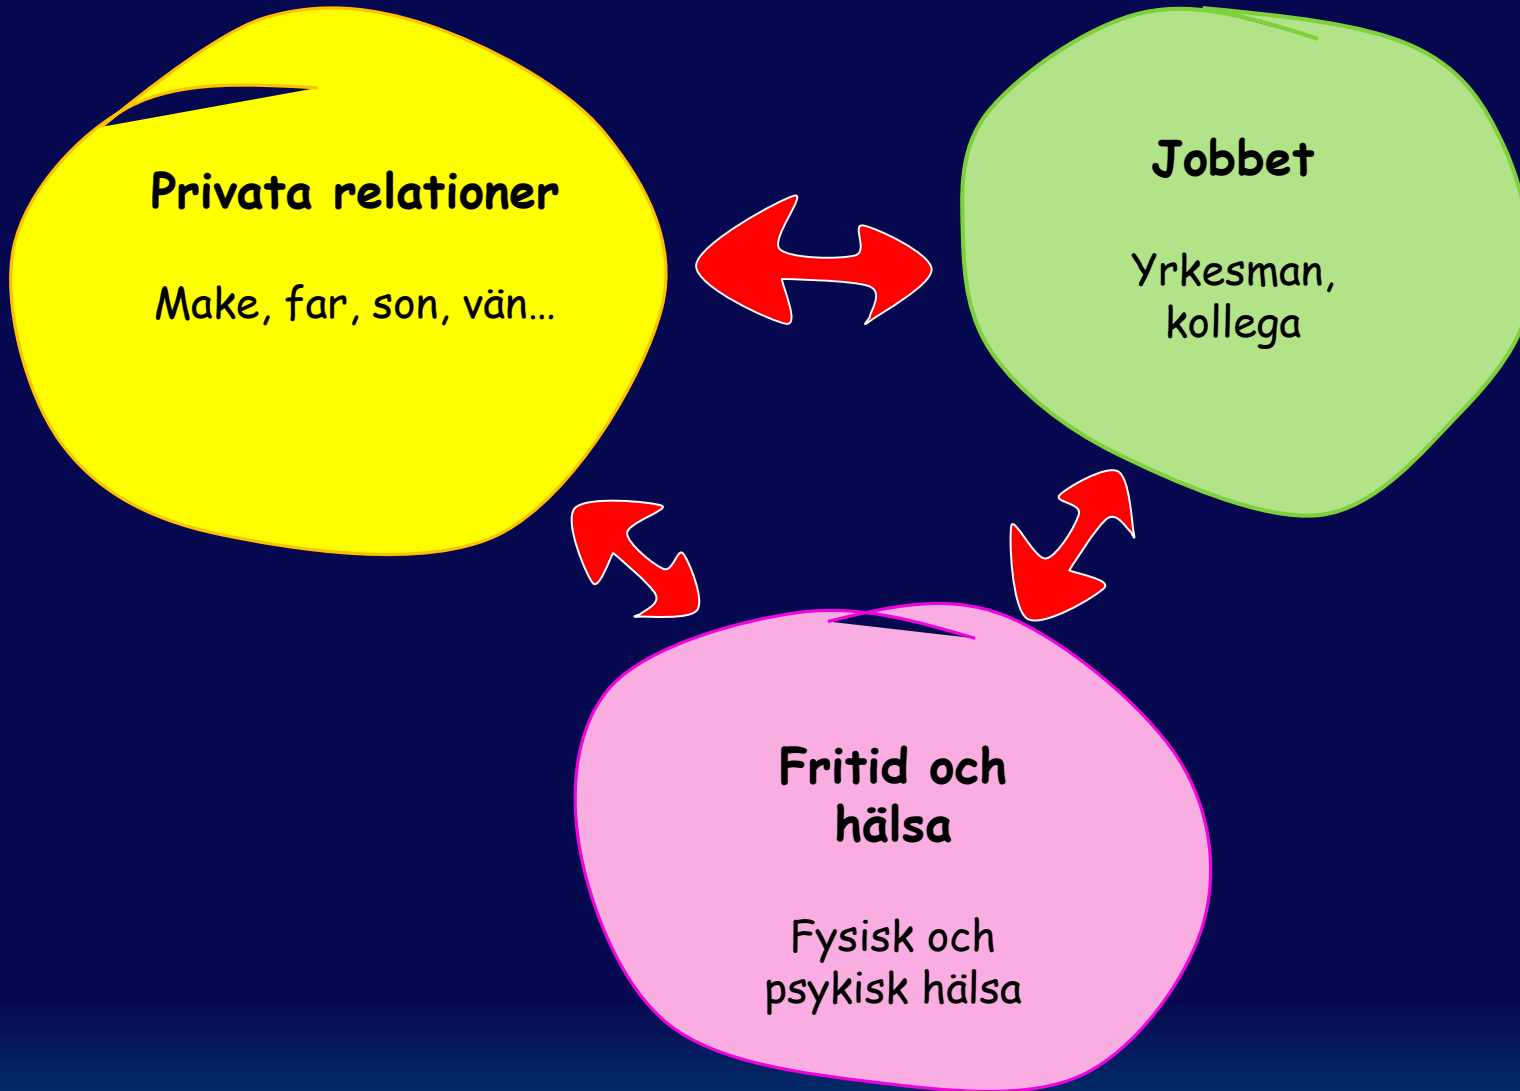 Privata relationer
Make, far, son, vän…
Jobbet
Yrkesman,
kollega
Fritid och
hälsa
Fysisk och
psykisk hälsa